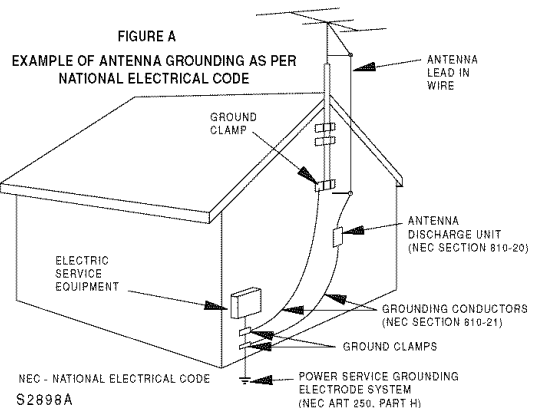 FIGURE A
EXAMPLE OF ANTENNA GROUNDING AS PER
NATIONAL ELECTRICAL CODE
ANTENNA
LEAD IN
WIRE
GROUND
CLAMP
ANTENNA
DISCHARGE UNIT
(NEC SECTION 810-20)
ELECTRIC
SERVICE
EQUIPMENT
GROUNDING CONDUCTORS
(NEC SECTION 810-21)
GROUND CLAMPS
NEC - NATIONAL ELECTRICAL CODE
POWER SERVICE GROUNDING
ELECTRODE SYSTEM
(NEC ART 250, PART H)
S2898A